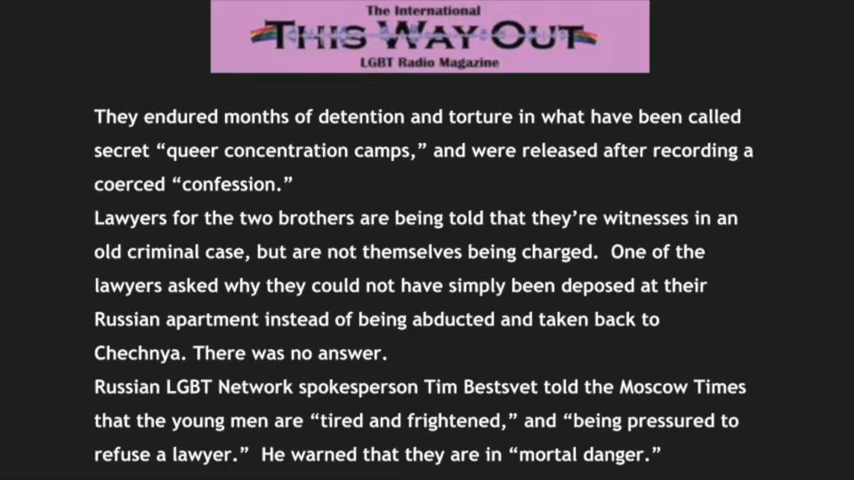 The International
THIS WAY OUT
LGBT Radio Magazine
They endured months of detention and torture in what have been called
secret “queer concentration camps,” and were released after recording a
coerced “confession.”
Lawyers for the two brothers are being told that they’re witnesses in an
old criminal case, but are not themselves being charged.  One of the
lawyers asked why they could not have simply been deposed at their
Russian apartment instead of being abducted and taken back to
Chechnya. There was no answer.
Russian LGBT Network spokesperson Tim Bestsvet told the Moscow Times
that the young men are “tired and frightened,” and “being pressured to
refuse a lawyer.”  He warned that they are in “mortal danger.”